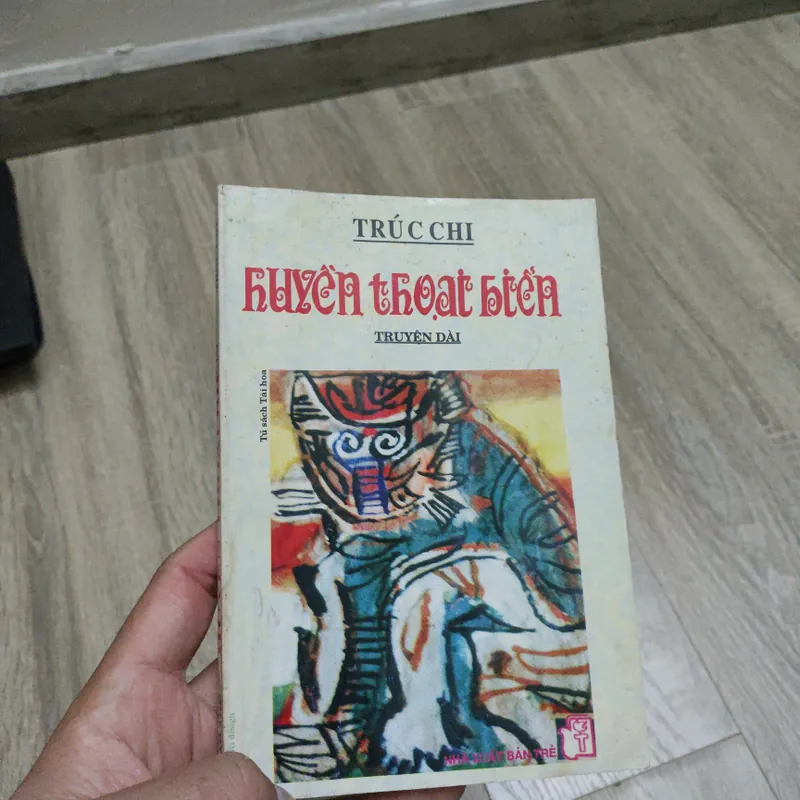 TRÚC CHI
HUYỀN THOẠI BIỂN
TRUYỆN DÀI
Tủ sách Tài hoa
NHÀ XUẤT BẢN TRẺ